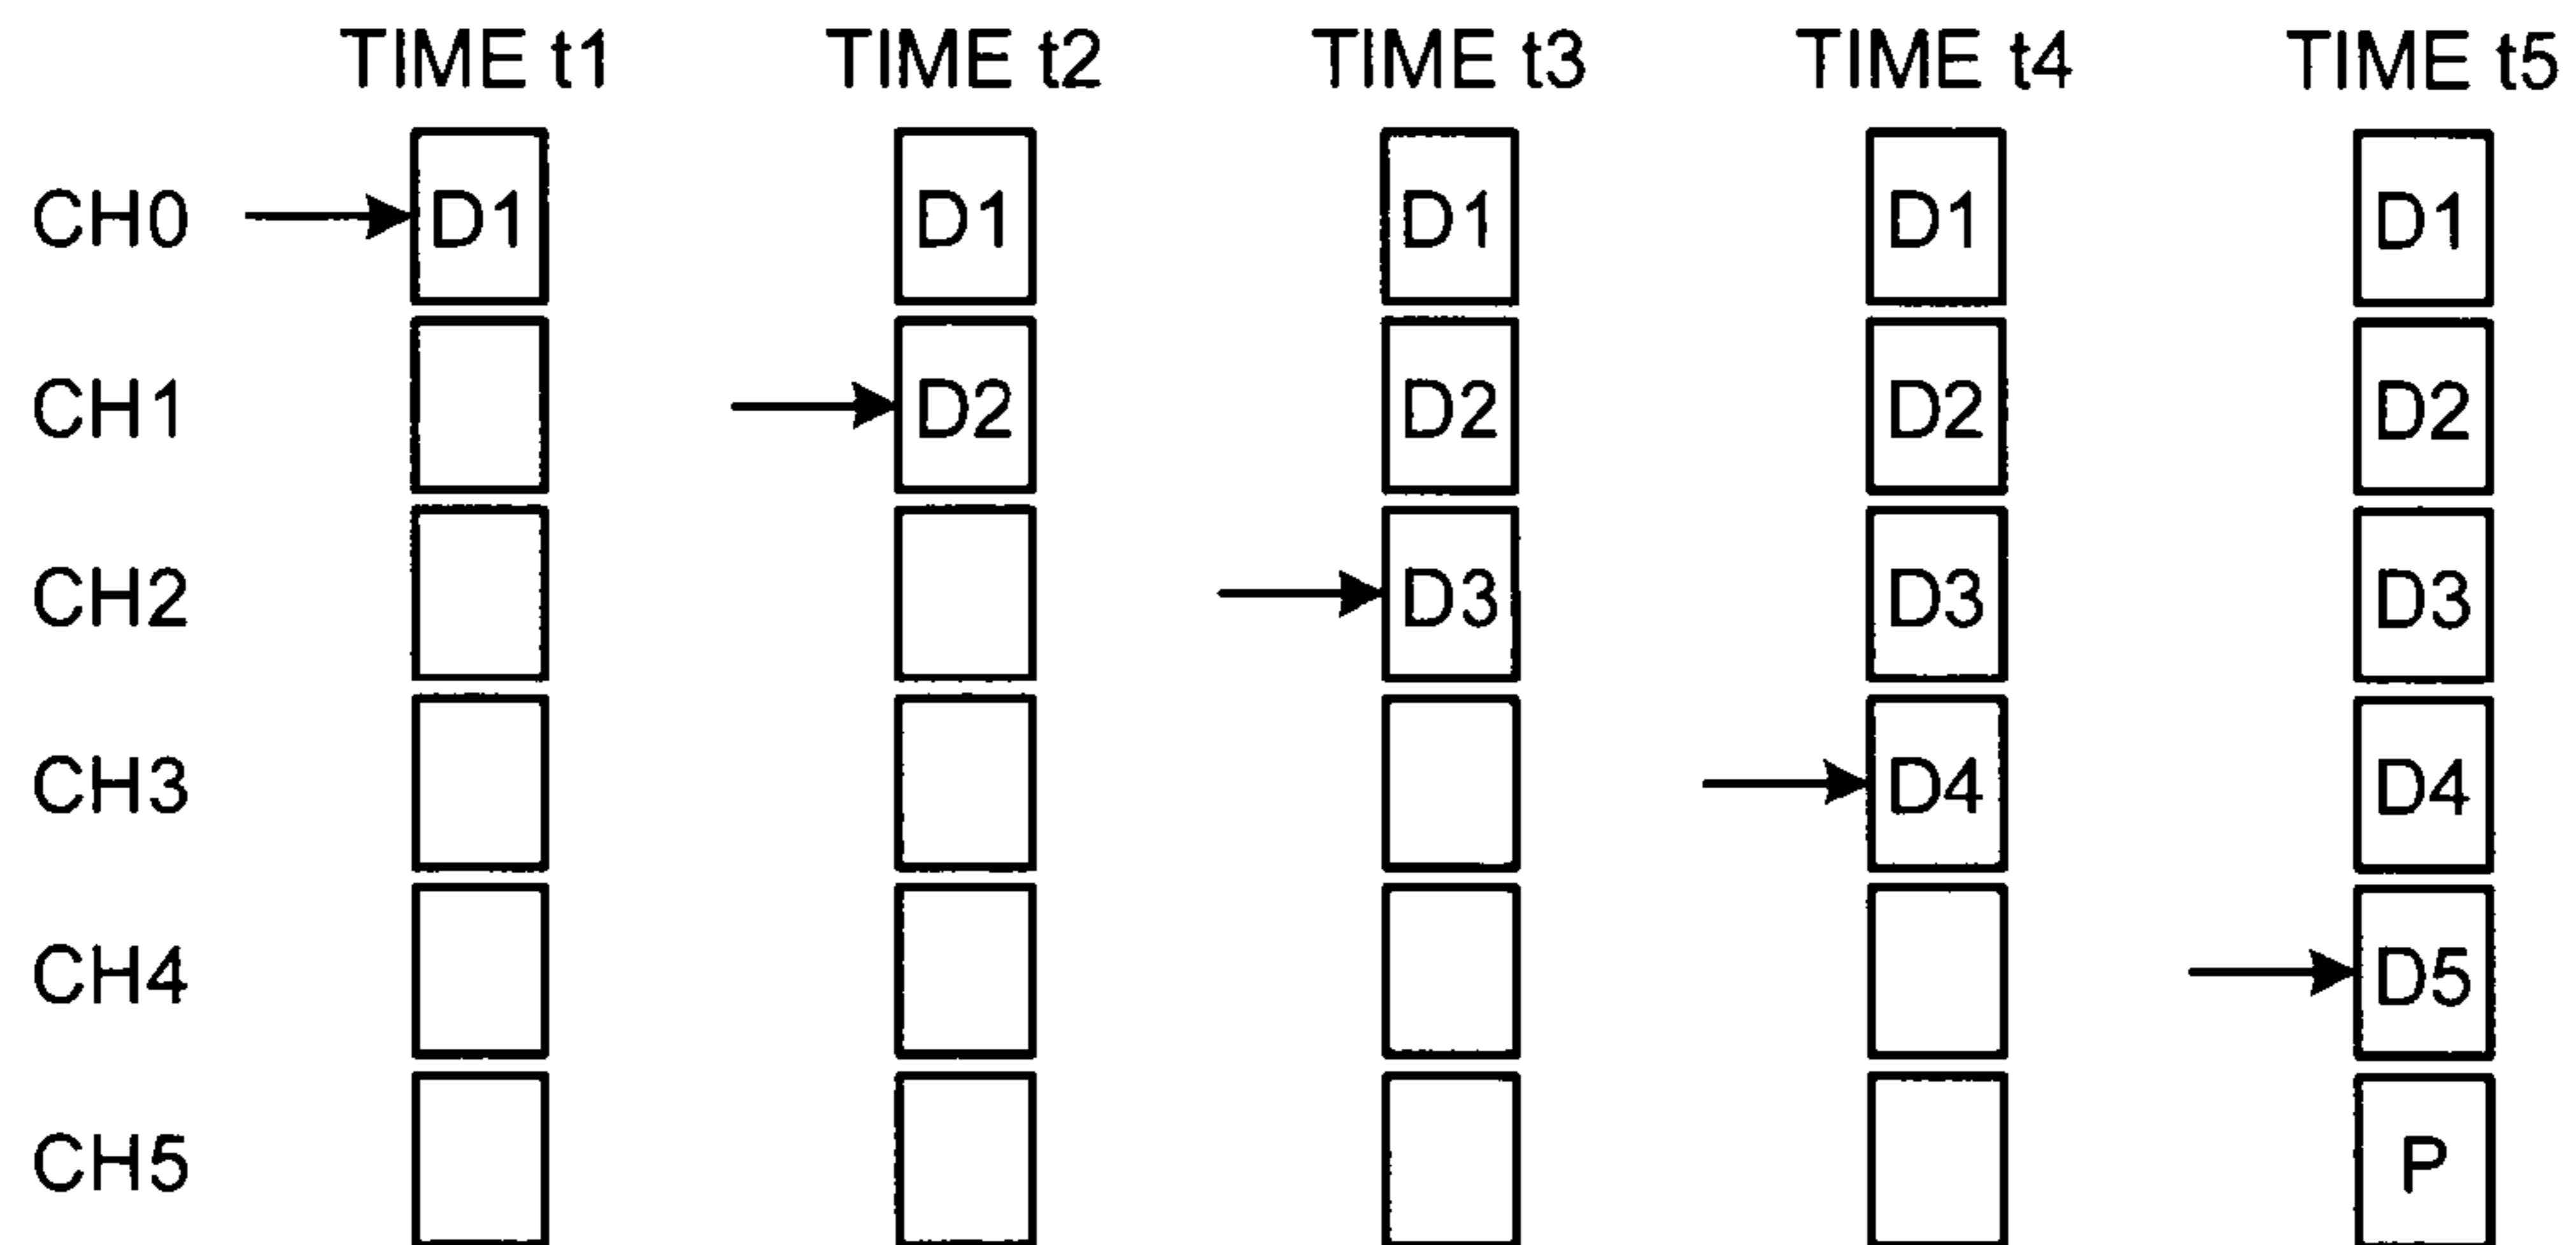 TIME t1 TIME t2 TIME t3 TIME t4 TIME t5
CH0 D1 D1 D1 D1 D1
CH1 D2 D2 D2 D2
CH2 D3 D3 D3
CH3 D4 D4
CH4 D5
CH5 P